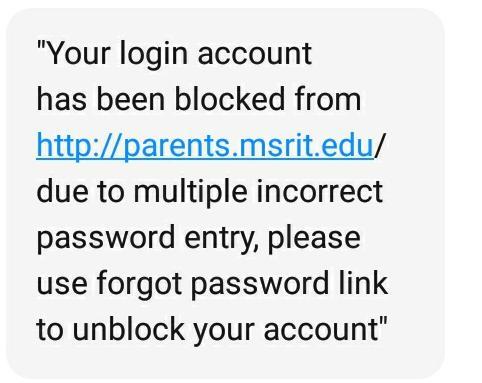 "Your login account
has been blocked from
http://parents.msrit.edu/
due to multiple incorrect
password entry, please
use forgot password link
to unblock your account"